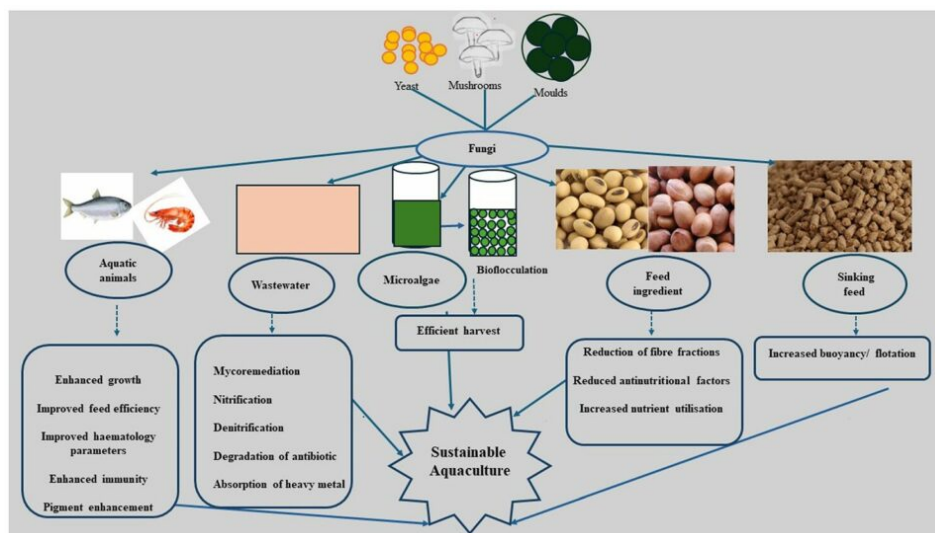 Yeast
Mushrooms
Moulds
Fungi
Aquatic
animals
Wastewater
Microalgae
Bioflocculation
Feed
ingredient
Sinking
feed
Efficient harvest
Enhanced growth
Improved feed efficiency
Improved haematology
parameters
Enhanced immunity
Pigment enhancement
Mycoremediation
Nitrification
Denitrification
Degradation of antibiotic
Absorption of heavy metal
Reduction of fibre fractions
Reduced antinutritional factors
Increased nutrient utilisation
Increased buoyancy/ flotation
Sustainable
Aquaculture